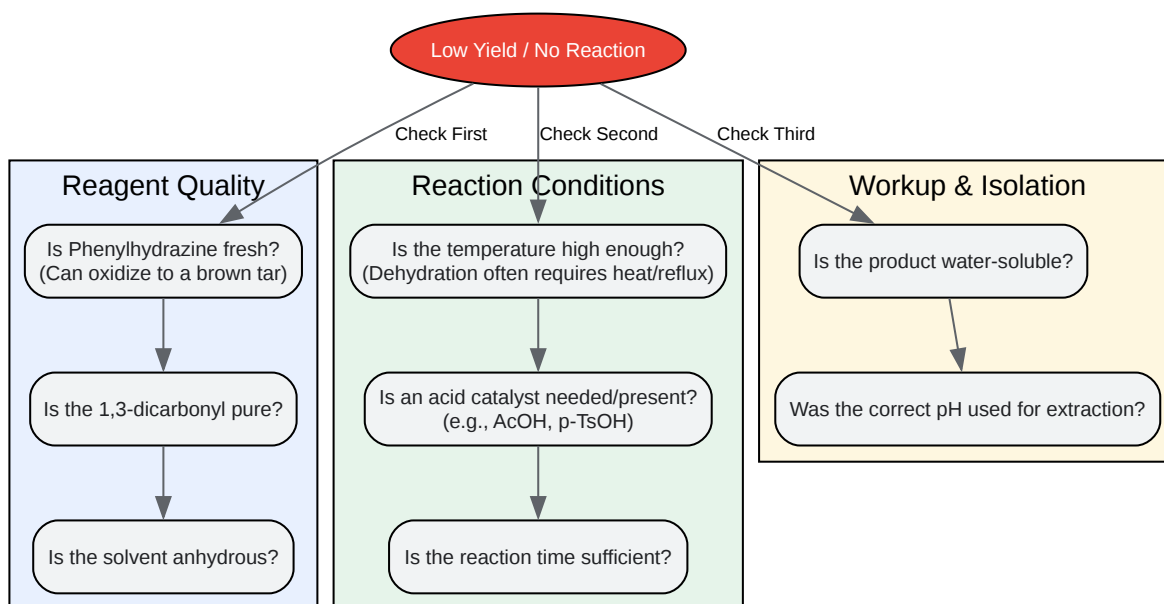 Low Yield / No Reaction
Check First
Check Second
Check Third
Reagent Quality
Is Phenylhydrazine fresh?
(Can oxidize to a brown tar)
Is the 1,3-dicarbonyl pure?
Is the solvent anhydrous?
Reaction Conditions
Is the temperature high enough?
(Dehydration often requires heat/reflux)
Is an acid catalyst needed/present?
(e.g., AcOH, p-TsOH)
Is the reaction time sufficient?
Workup & Isolation
Is the product water-soluble?
Was the correct pH used for extraction?